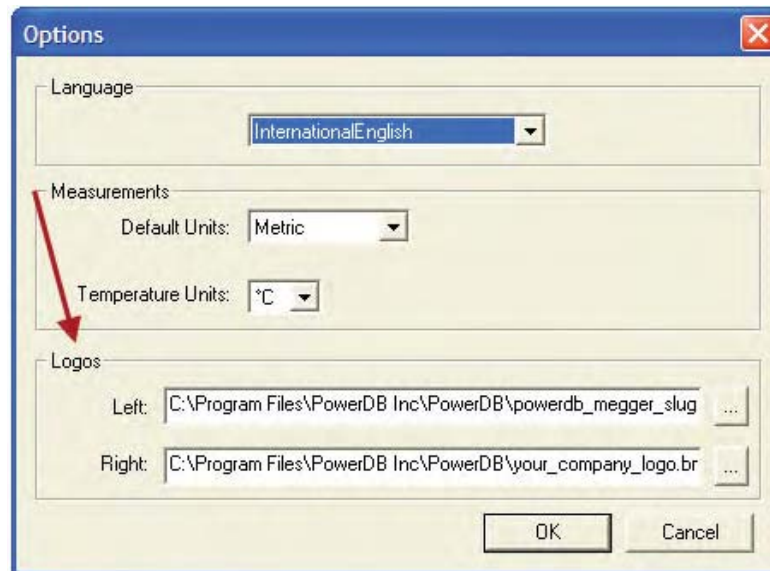 Options
Language
InternationalEnglish
Measurements
Default Units: Metric
Temperature Units: °C
Logos
Left: C:\Program Files\PowerDB Inc\PowerDB\powerdb_megger_slug ...
Right: C:\Program Files\PowerDB Inc\PowerDB\your_company_logo.br ...
OK Cancel